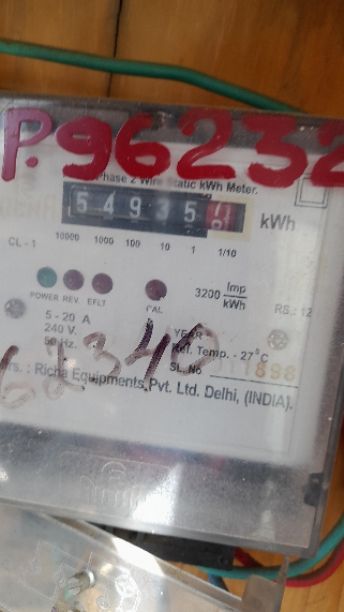 P.96232
Phase 2 Wire Static kWh Meter.
5 4 9 3 5
kWh
CL - 1
10000 1000 100 10 1 1/10
3200 Imp/kWh
POWER REV. EFLT CAL
5 - 20 A
240 V.
50 Hz.
YEAR
Ref. Temp. - 27°C
SL. No
62340
rs. : Richa Equipments Pvt. Ltd. Delhi, (INDIA).